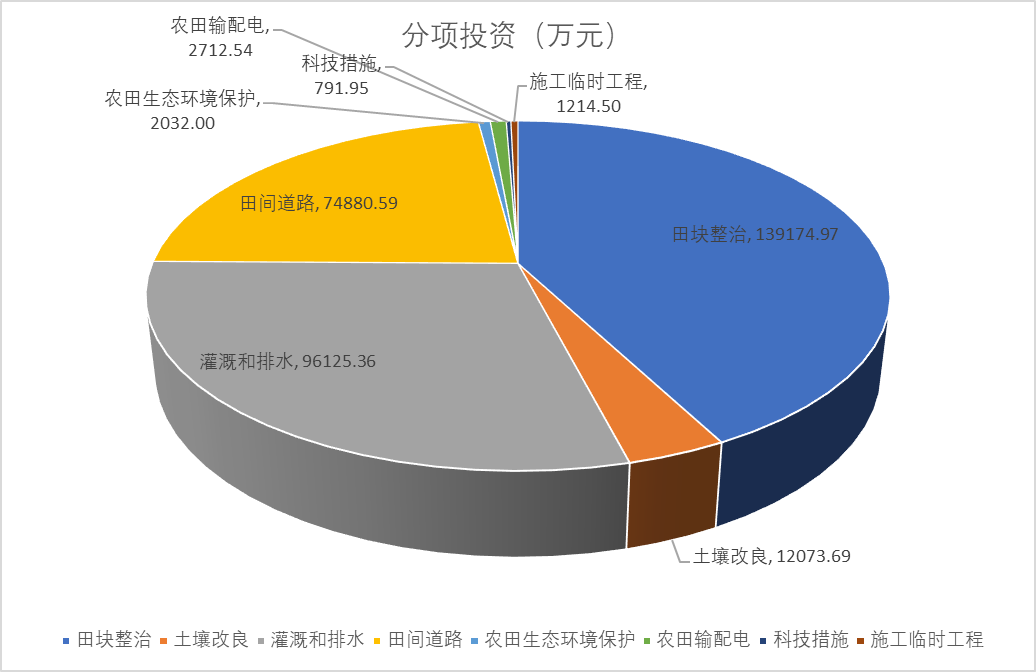 分项投资（万元）
农田输配电,
2712.54
科技措施,
791.95
施工临时工程,
1214.50
农田生态环境保护,
2032.00
田间道路, 74880.59
田块整治, 139174.97
灌溉和排水, 96125.36
土壤改良, 12073.69
田块整治 土壤改良 灌溉和排水 田间道路 农田生态环境保护 农田输配电 科技措施 施工临时工程